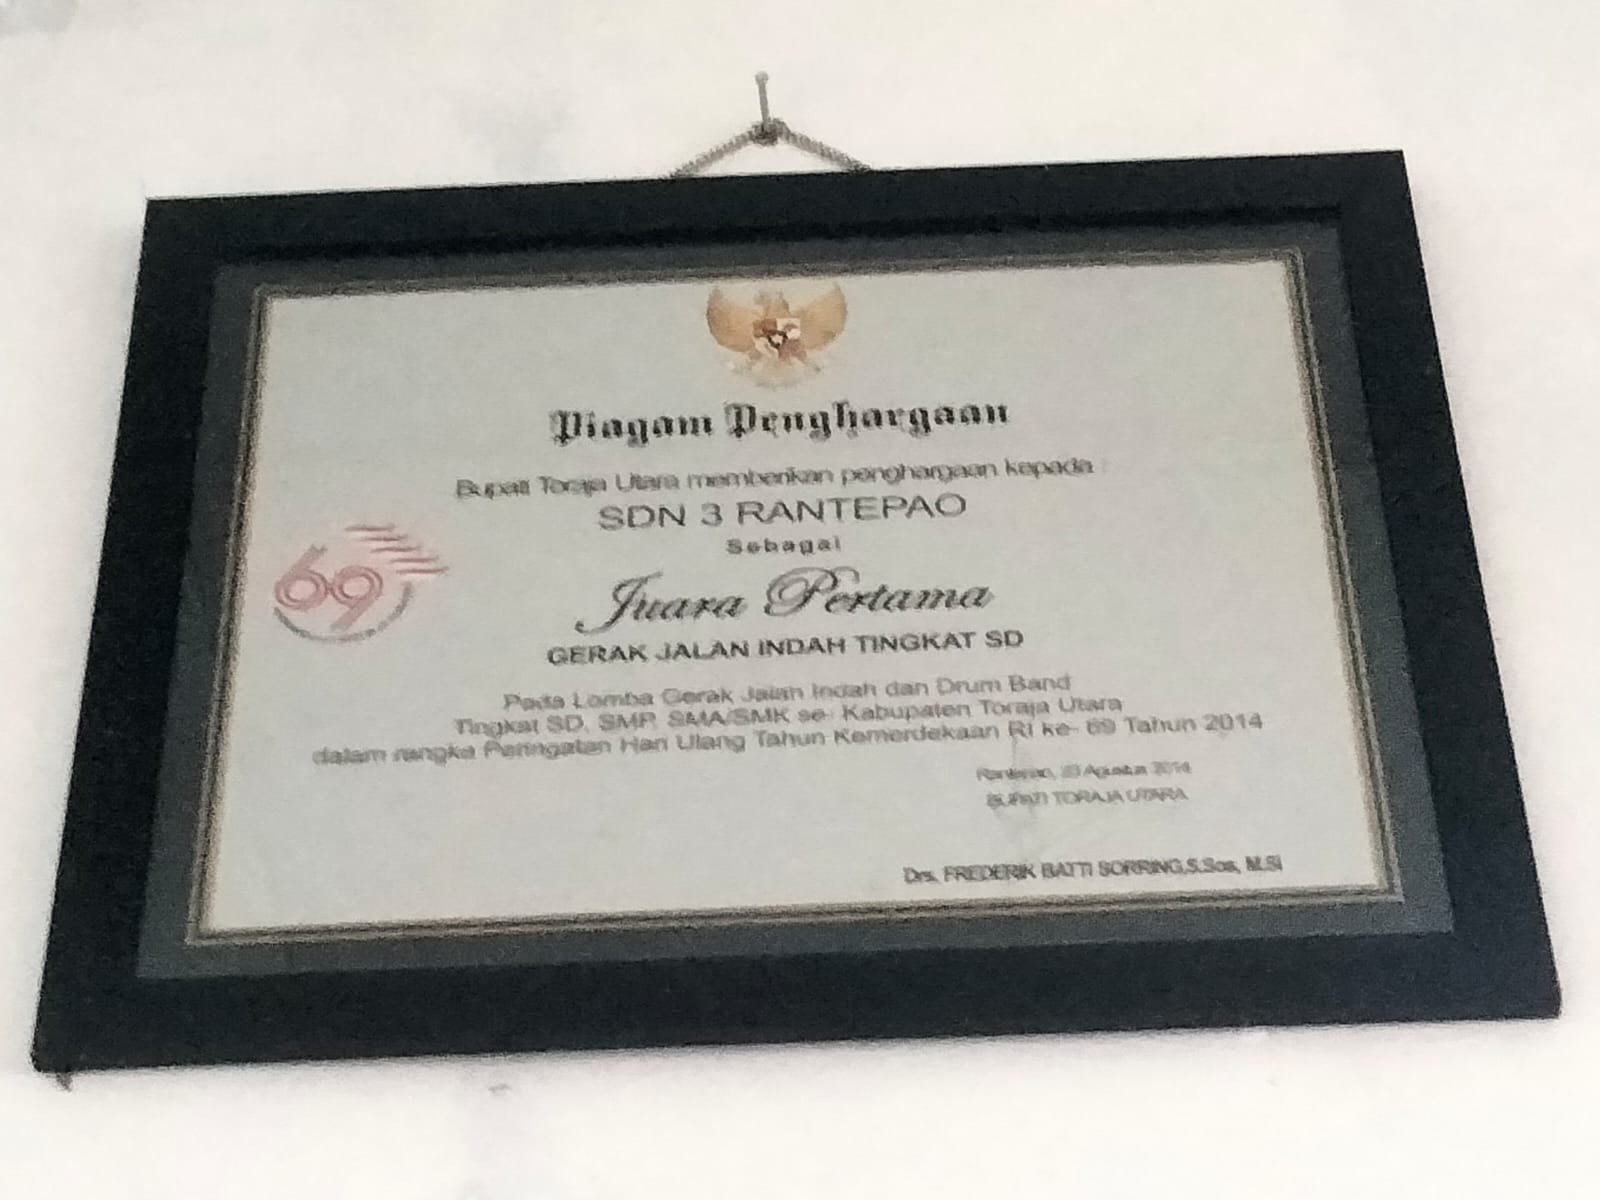 Piagam Penghargaan
Bupati Toraja Utara memberikan penghargaan kepada
SDN 3 RANTEPAO
Sebagai
69
Juara Pertama
GERAK JALAN INDAH TINGKAT SD
Pada Lomba Gerak Jalan Indah dan Drum Band
Tingkat SD, SMP, SMA/SMK se- Kabupaten Toraja Utara
dalam rangka Peringatan Hari Ulang Tahun Kemerdekaan RI ke- 69 Tahun 2014
Rantepao, Agustus 2014
BUPATI TORAJA UTARA
Drs. FREDERIK BATTI SORRING,S.Sos, M.SI